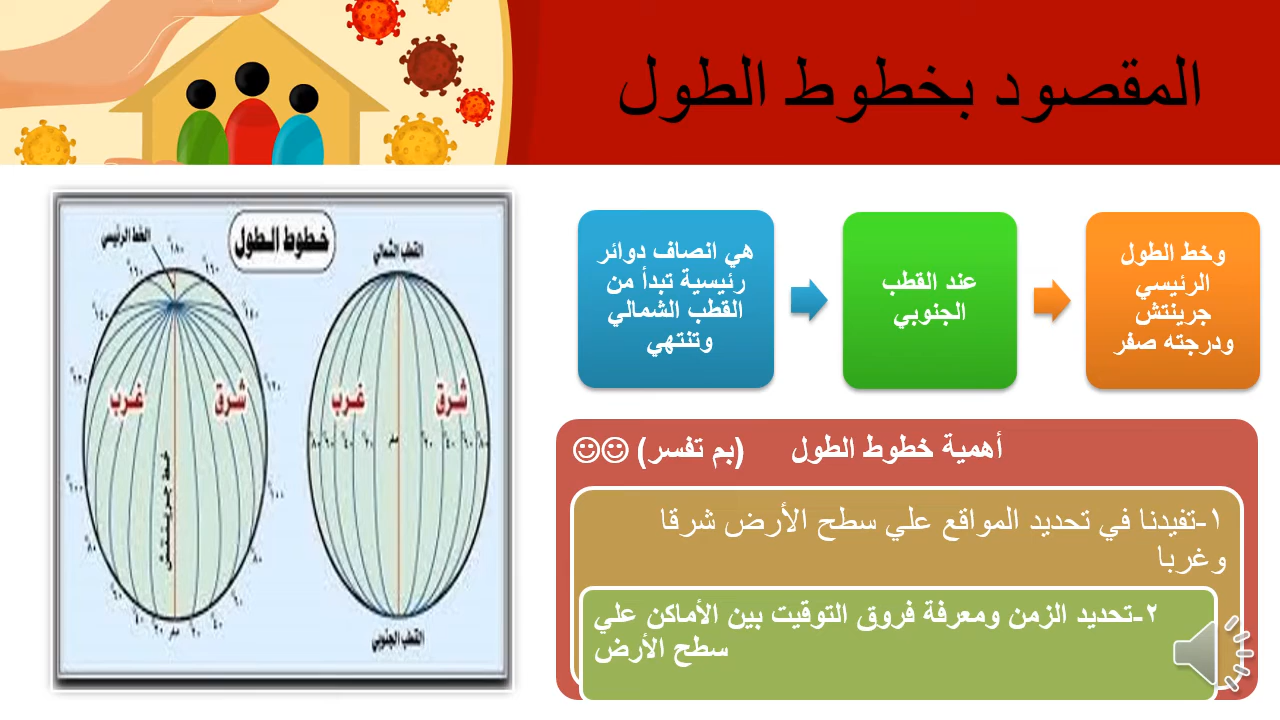 المقصود بخطوط الطول
هي انصاف دوائر
رئيسية تبدأ من
القطب الشمالي
وتنتهي
عند القطب
الجنوبي
وخط الطول
الرئيسي
جرينتش
ودرجته صفر
أهمية خطوط الطول (بم تفسر) ☺☺
١-تفيدنا في تحديد المواقع علي سطح الأرض شرقا
وغربا
٢-تحديد الزمن ومعرفة فروق التوقيت بين الأماكن علي
سطح الأرض
خطوط الطول
الخط الرئيسي
القطب الشمالي
غرب
شرق
غرب
شرق
صفر
صفر
القطب الجنوبي